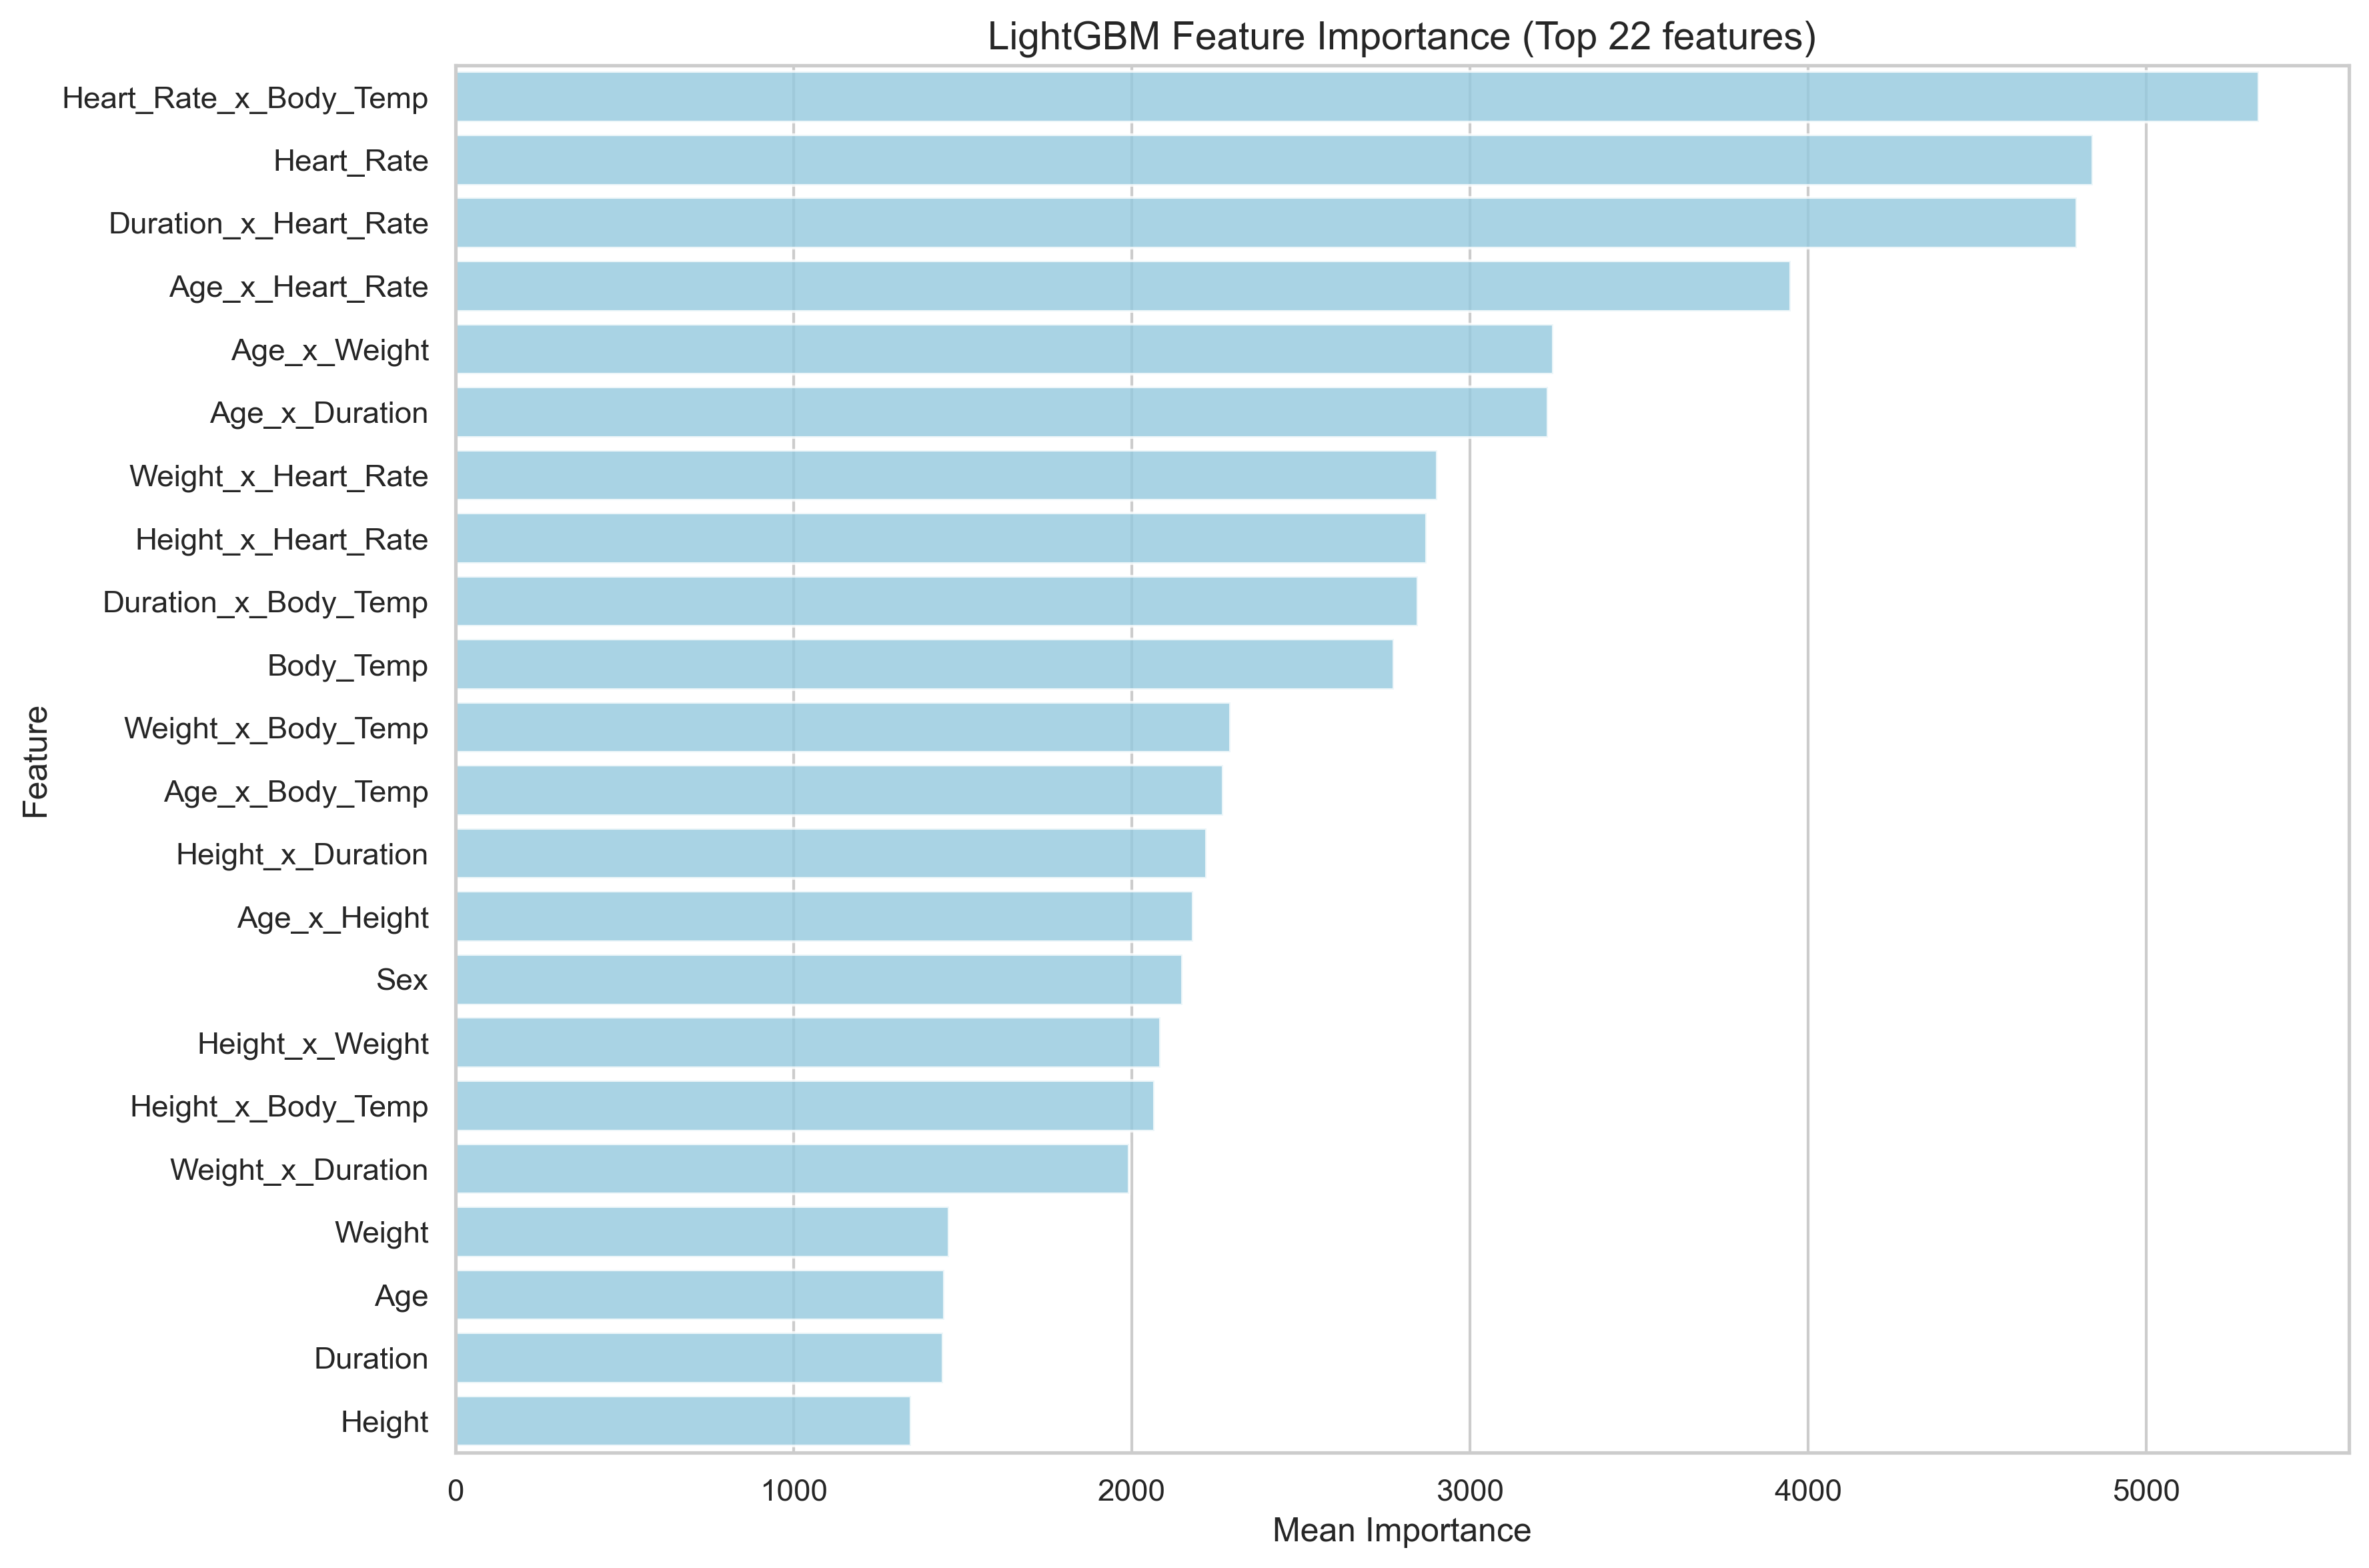 LightGBM Feature Importance (Top 22 features)
Heart_Rate_x_Body_Temp
Heart_Rate
Duration_x_Heart_Rate
Age_x_Heart_Rate
Age_x_Weight
Age_x_Duration
Weight_x_Heart_Rate
Height_x_Heart_Rate
Duration_x_Body_Temp
Body_Temp
Weight_x_Body_Temp
Age_x_Body_Temp
Height_x_Duration
Age_x_Height
Sex
Height_x_Weight
Height_x_Body_Temp
Weight_x_Duration
Weight
Age
Duration
Height
Feature
0 1000 2000 3000 4000 5000
Mean Importance